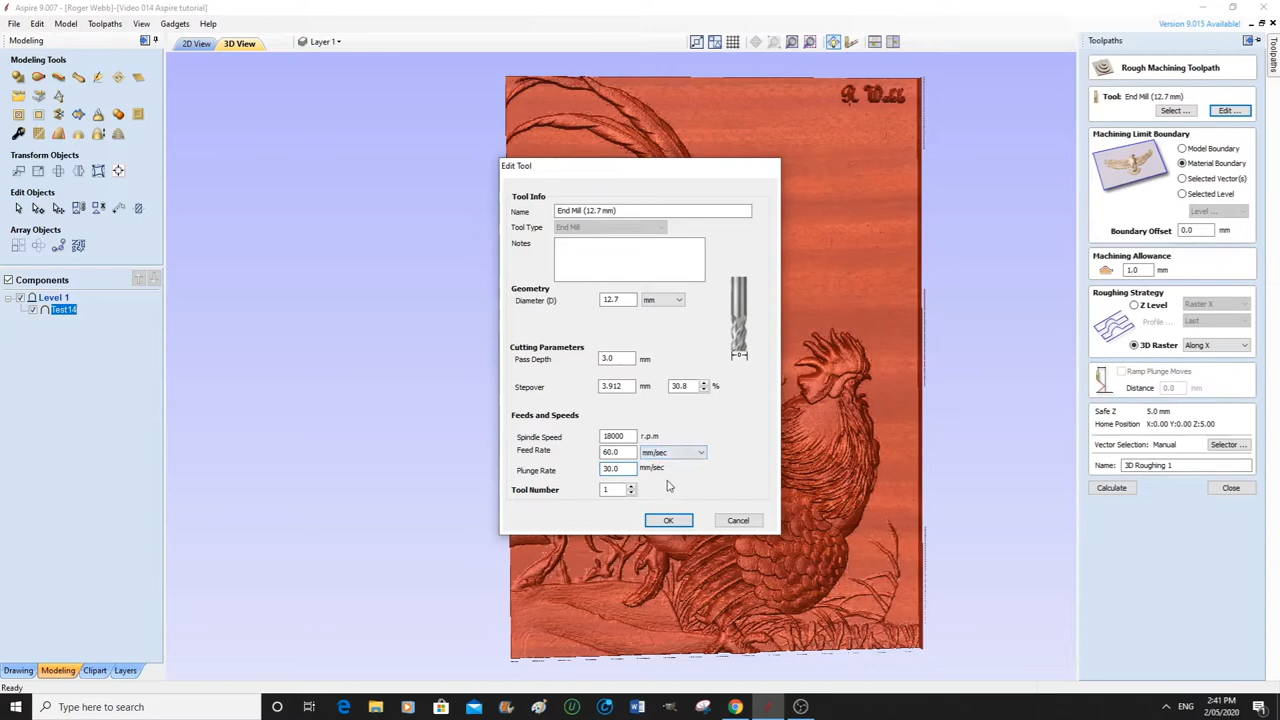 Aspire 9.007 - [Roger Webb] - [Video 014 Aspire tutorial]
File Edit Model Toolpaths View Gadgets Help
Version 9.015 Available!
Modeling
2D View 3D View Layer 1
Toolpaths
Toolpaths
Modeling Tools
Transform Objects
Edit Objects
Array Objects
Components
Level 1
Test14
R Webb
Edit Tool
Tool Info
Name End Mill (12.7 mm)
Tool Type End Mill
Notes
Geometry
Diameter (D) 12.7 mm
D
Cutting Parameters
Pass Depth 3.0 mm
Stepover 3.912 mm 30.8 %
Feeds and Speeds
Spindle Speed 18000 r.p.m
Feed Rate 60.0 mm/sec
Plunge Rate 30.0 mm/sec
Tool Number 1
OK Cancel
Rough Machining Toolpath
Tool: End Mill (12.7 mm)
Select ... Edit ...
Machining Limit Boundary
Model Boundary
Material Boundary
Selected Vector(s)
Selected Level
Level ...
Boundary Offset 0.0 mm
Machining Allowance
1.0 mm
Roughing Strategy
Z Level Raster X
Profile ... Last
3D Raster Along X
Ramp Plunge Moves
Distance 0.0 mm
Safe Z 5.0 mm
Home Position X:0.00 Y:0.00 Z:5.00
Vector Selection: Manual Selector ...
Name: 3D Roughing 1
Calculate Close
Drawing Modeling Clipart Layers
Ready
Type here to search
ENG
2:41 PM
2/05/2020